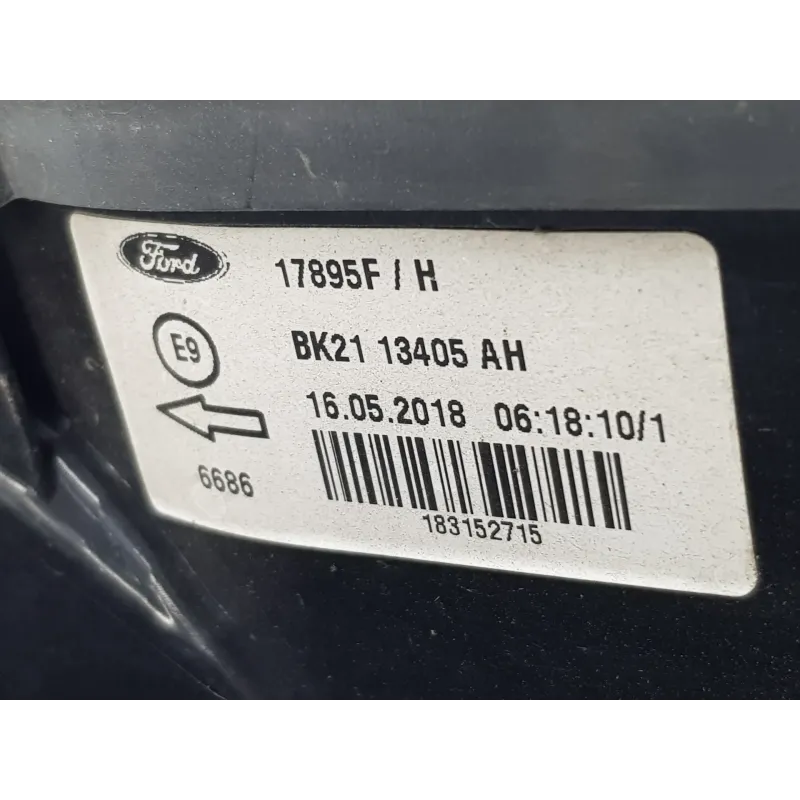 Ford
17895F / H
E9
BK21 13405 AH
16.05.2018 06:18:10/1
6686
183152715